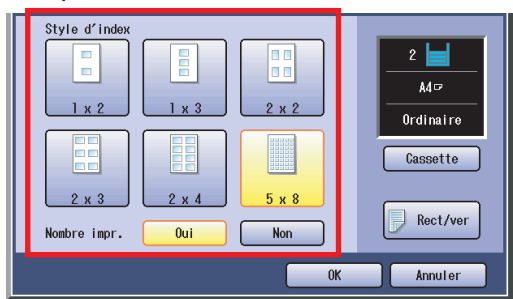 Style d'index
1 x 2
1 x 3
2 x 2
2 x 3
2 x 4
5 x 8
Nombre impr.
Oui
Non
2
A4
Ordinaire
Cassette
Rect/ver
OK
Annuler